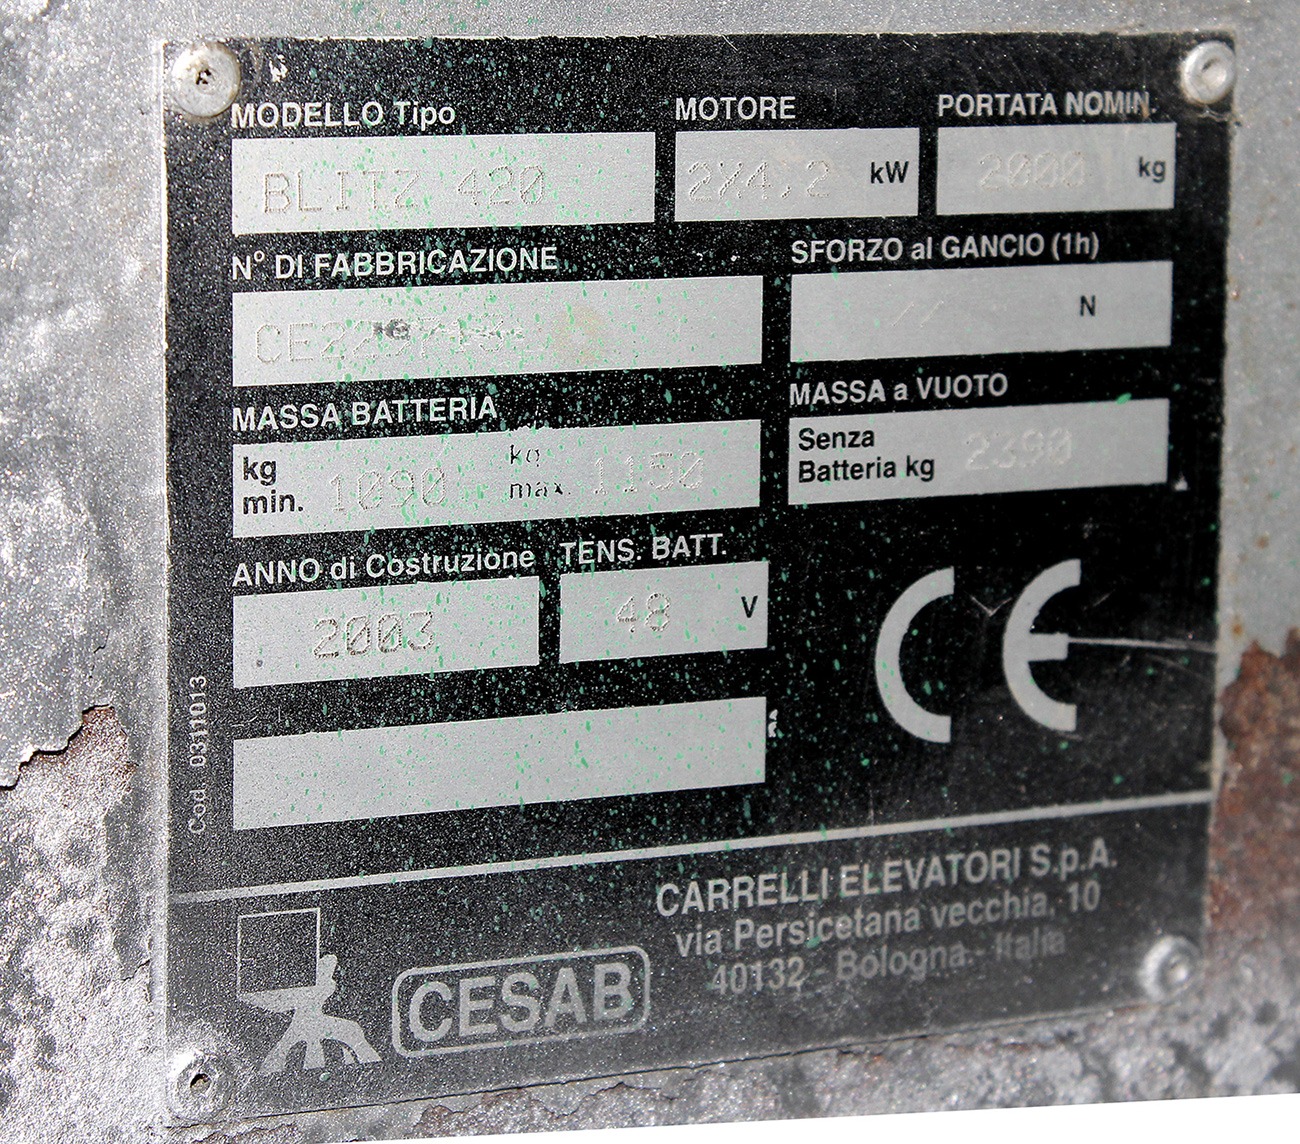 MODELLO Tipo
BLITZ 420
MOTORE
2X4,2 kW
PORTATA NOMIN.
2000 kg
N° DI FABBRICAZIONE
SFORZO al GANCIO (1h)
// N
MASSA BATTERIA
kg
min. 1090
kg
max. 1150
MASSA a VUOTO
Senza
Batteria kg 2390
ANNO di Costruzione
2003
TENS. BATT.
48 V
CE
Cod. 0311013
CARRELLI ELEVATORI S.p.A.
via Persicetana vecchia, 10
40132 - Bologna - Italia
CESAB